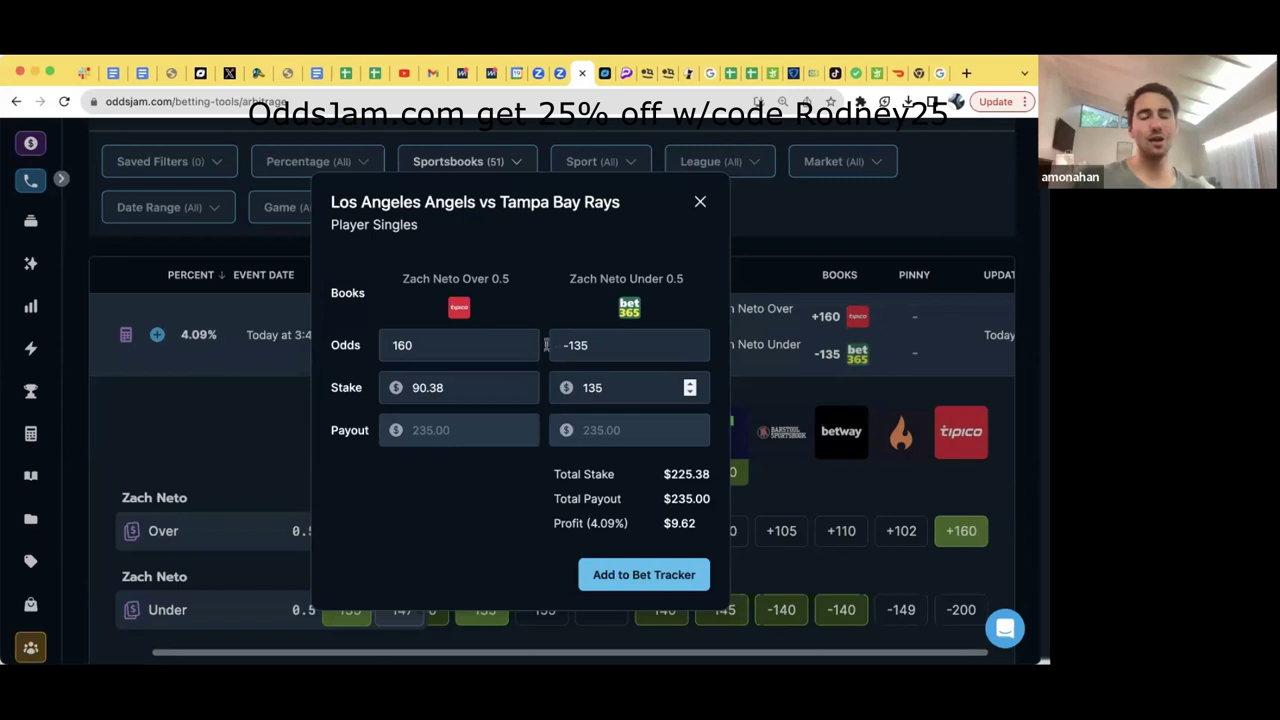 Update
oddsjam.com/betting-tools/arbitrage
OddsJam.com get 25% off w/code Rodney25
amonahan
Saved Filters (0)
Percentage (All)
Sportsbooks (51)
Sport (All)
League (All)
Market (All)
Date Range (All)
Game
Los Angeles Angels vs Tampa Bay Rays
Player Singles
PERCENT
EVENT DATE
BOOKS
PINNY
Zach Neto Over 0.5
Zach Neto Under 0.5
Books
tipico
bet365
4.09%
Today at 3:4
Neto Over
+160
tipico
-
Neto Under
-135
bet365
-
Today
Odds
160
-135
Stake
$ 90.38
$ 135
Payout
$ 235.00
$ 235.00
Total Stake
$225.38
Total Payout
$235.00
Profit (4.09%)
$9.62
Add to Bet Tracker
BARSTOOL SPORTSBOOK
betway
tipico
Zach Neto
Over
+105
+110
+102
+160
Zach Neto
Under
0.5
-140
-140
-149
-200